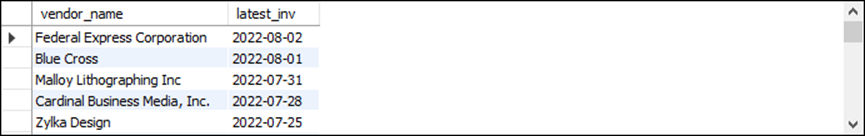 vendor_name latest_inv
Federal Express Corporation 2022-08-02
Blue Cross 2022-08-01
Malloy Lithographing Inc 2022-07-31
Cardinal Business Media, Inc. 2022-07-28
Zylka Design 2022-07-25